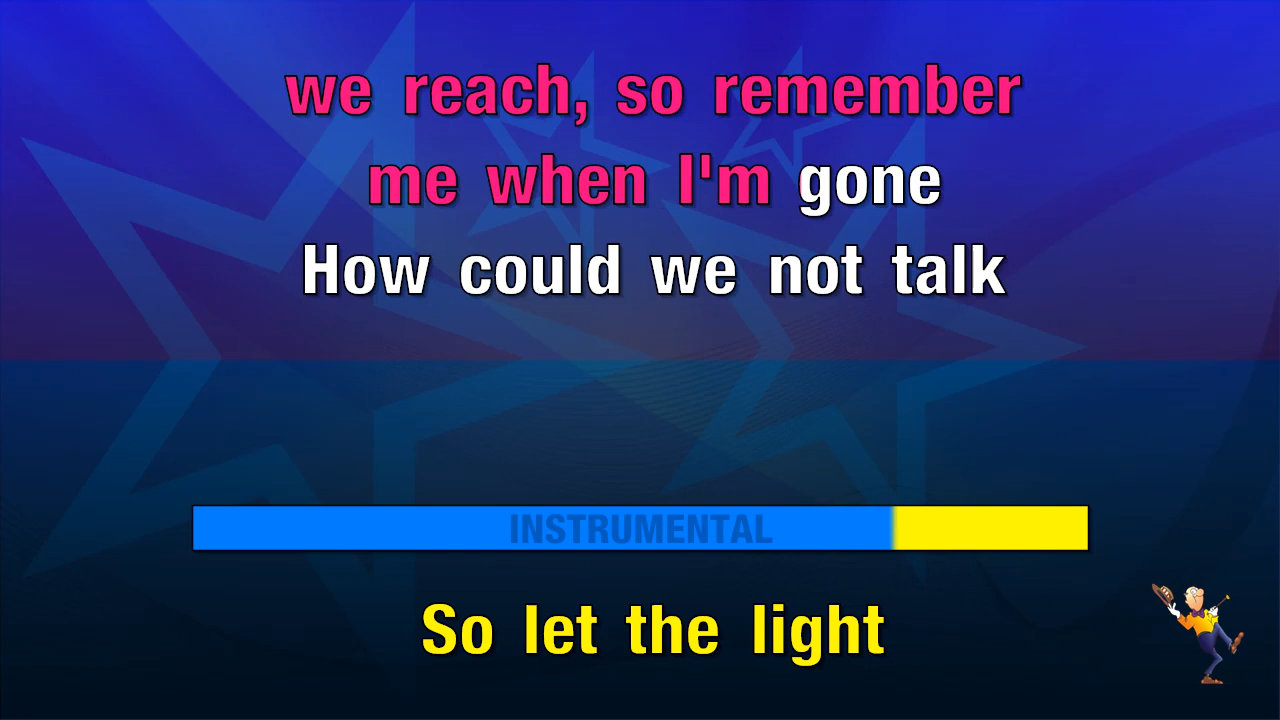 we reach, so remember
me when I'm gone
How could we not talk
INSTRUMENTAL
So let the light